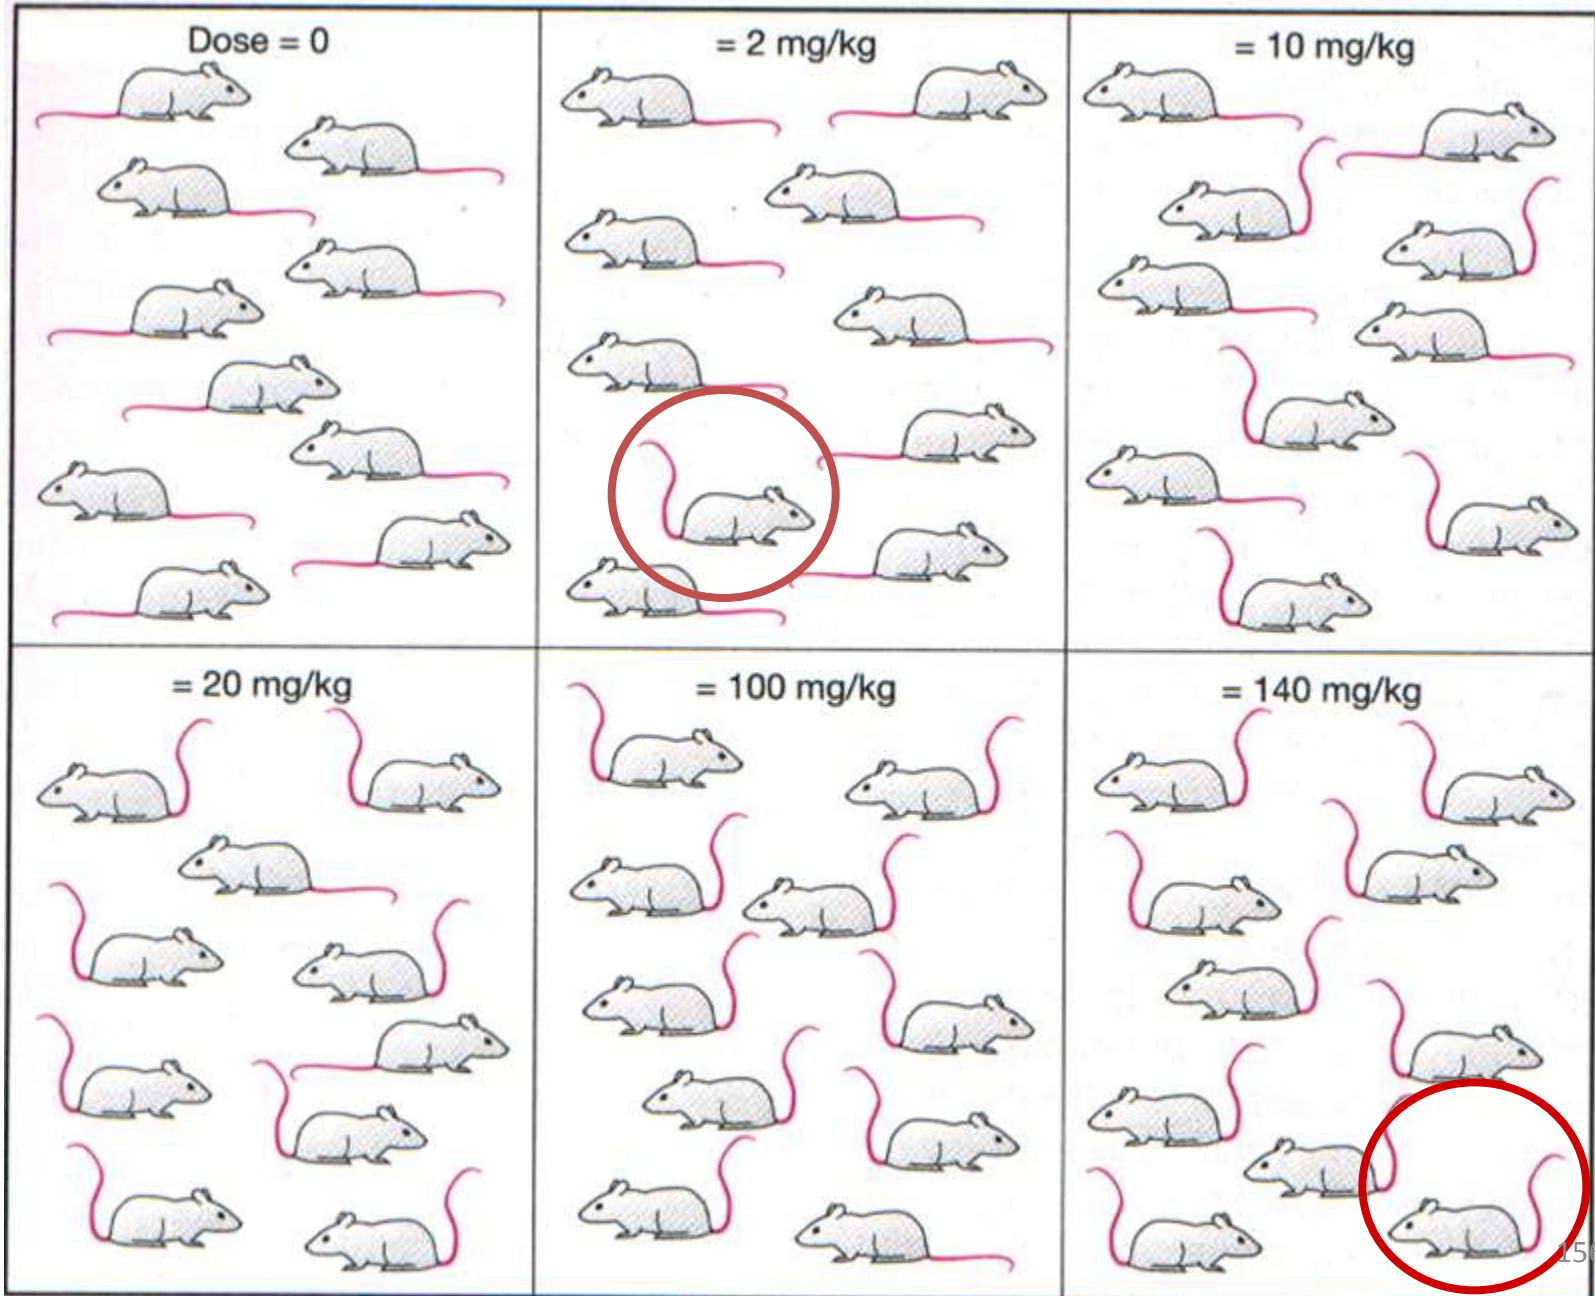 Dose = 0
= 2 mg/kg
= 10 mg/kg
= 20 mg/kg
= 100 mg/kg
= 140 mg/kg